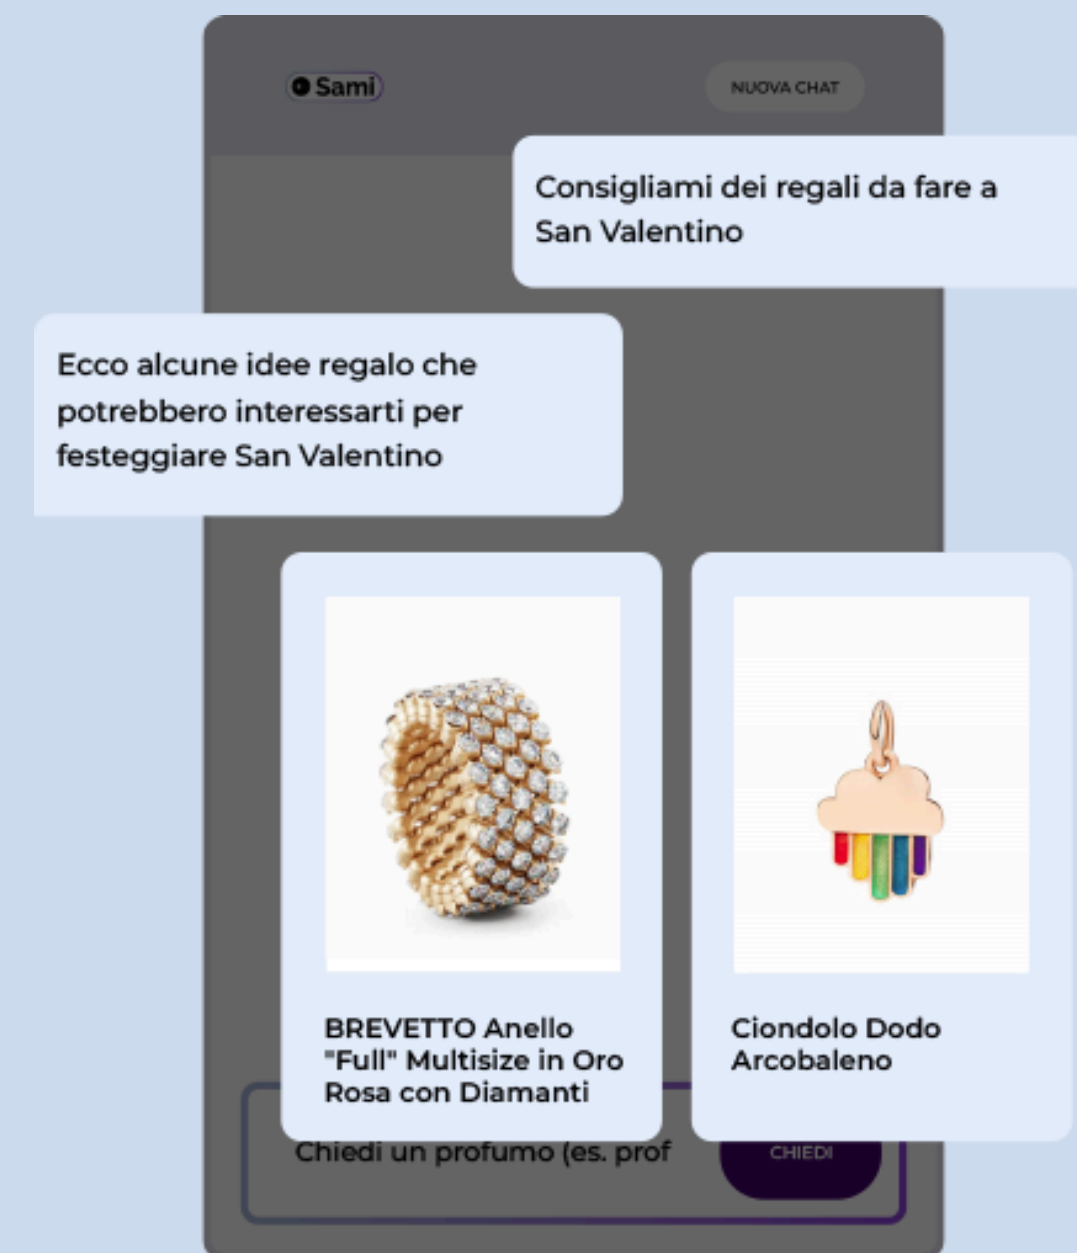 Sami
NUOVA CHAT
Consigliami dei regali da fare a
San Valentino
Ecco alcune idee regalo che
potrebbero interessarti per
festeggiare San Valentino
BREVETTO Anello
"Full" Multisize in Oro
Rosa con Diamanti
Ciondolo Dodo
Arcobaleno
Chiedi un profumo (es. prof
CHIEDI